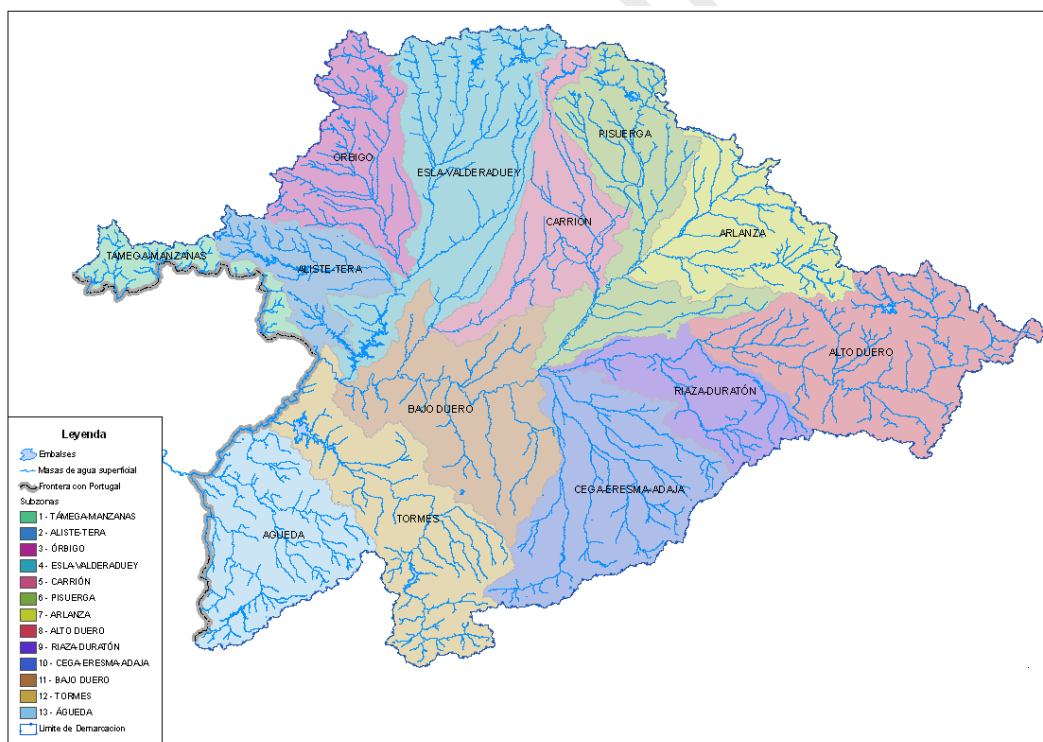 PISUERGA
ÓRBIGO
ESLA-VALDERADUEY
CARRIÓN
ARLANZA
TÁMEGA-MANZANAS
ALISTE-TERA
ALTO DUERO
RIAZA-DURATÓN
BAJO DUERO
CEGA-ERESMA-ADAJA
TORMES
ÁGUEDA
Leyenda
Embalses
Masas de agua superficial
Frontera con Portugal
Subzonas
1 - TÁMEGA-MANZANAS
2 - ALISTE-TERA
3 - ÓRBIGO
4 - ESLA-VALDERADUEY
5 - CARRIÓN
6 - PISUERGA
7 - ARLANZA
8 - ALTO DUERO
9 - RIAZA-DURATÓN
10 - CEGA-ERESMA-ADAJA
11 - BAJO DUERO
12 - TORMES
13 - ÁGUEDA
Limite de Demarcacion